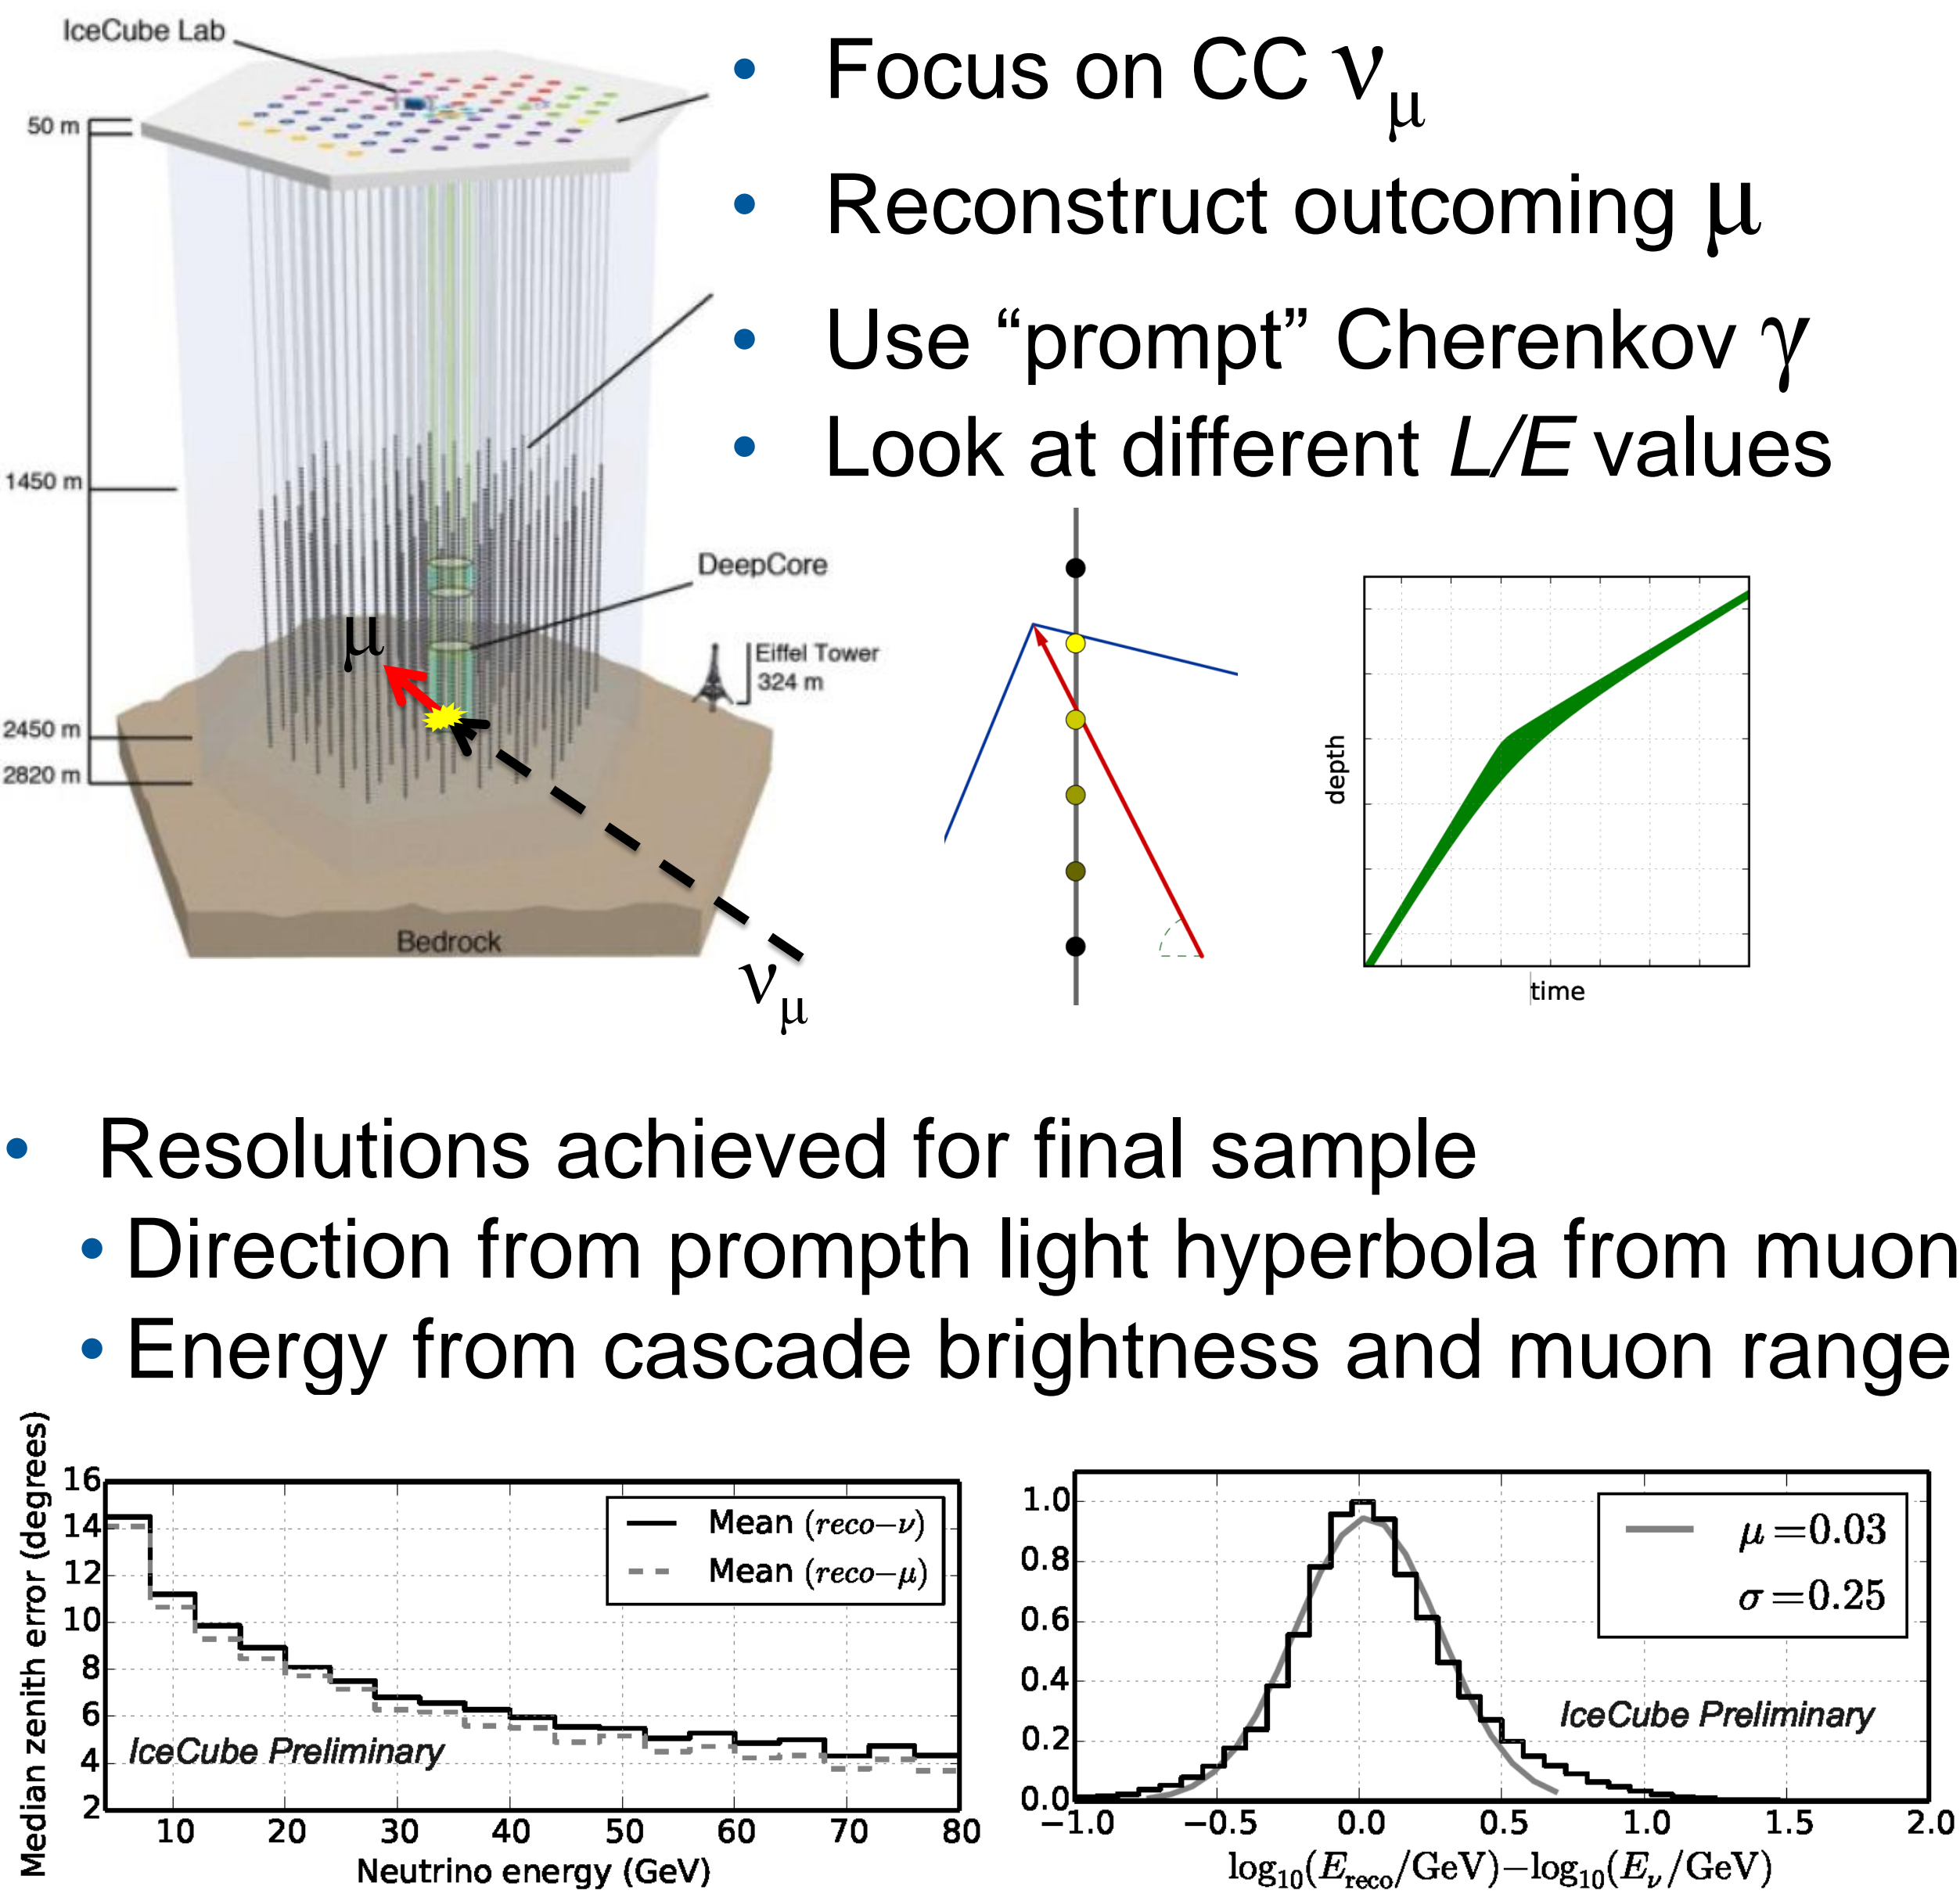 IceCube Lab
50 m
1450 m
2450 m
2820 m
DeepCore
Eiffel Tower
324 m
Bedrock
μ
ν_μ
• Focus on CC ν_μ
• Reconstruct outcoming μ
• Use “prompt” Cherenkov γ
• Look at different L/E values
depth
time
• Resolutions achieved for final sample
• Direction from prompth light hyperbola from muon
• Energy from cascade brightness and muon range
Median zenith error (degrees)
16
14
12
10
8
6
4
2
Mean (reco−ν)
Mean (reco−μ)
IceCube Preliminary
10 20 30 40 50 60 70 80
Neutrino energy (GeV)
1.0
0.8
0.6
0.4
0.2
0.0
μ=0.03
σ=0.25
IceCube Preliminary
−1.0 −0.5 0.0 0.5 1.0 1.5 2.0
log₁₀(E_reco/GeV)−log₁₀(E_ν/GeV)